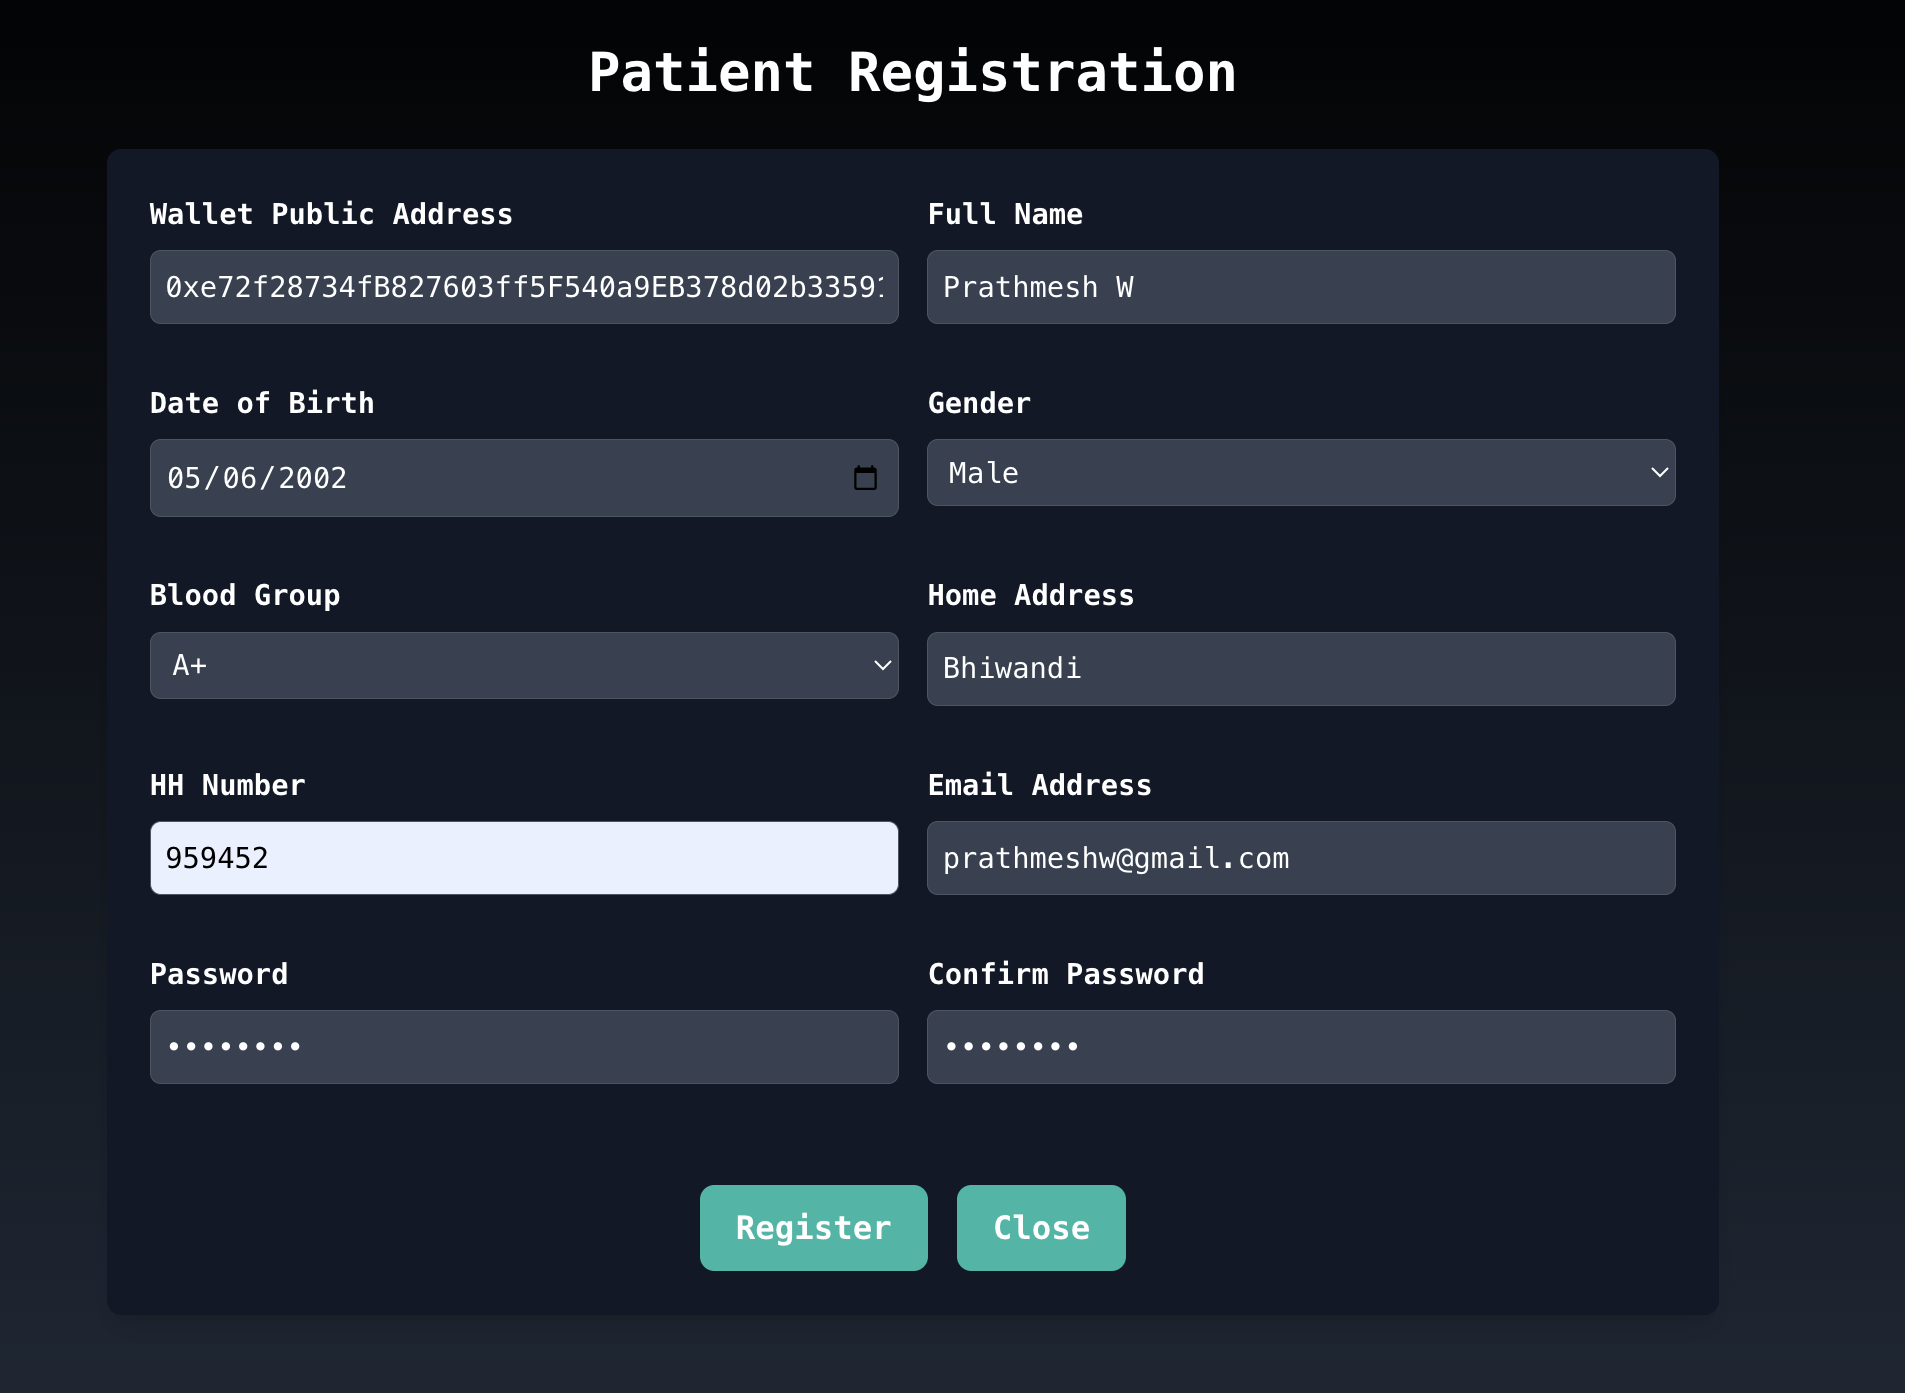 Patient Registration
Wallet Public Address
Full Name
0xe72f28734fB827603ff5F540a9EB378d02b3359
Prathmesh W
Date of Birth
Gender
05/06/2002
Male
Blood Group
Home Address
A+
Bhiwandi
HH Number
Email Address
959452
prathmeshw@gmail.com
Password
Confirm Password
••••••••
••••••••
Register
Close